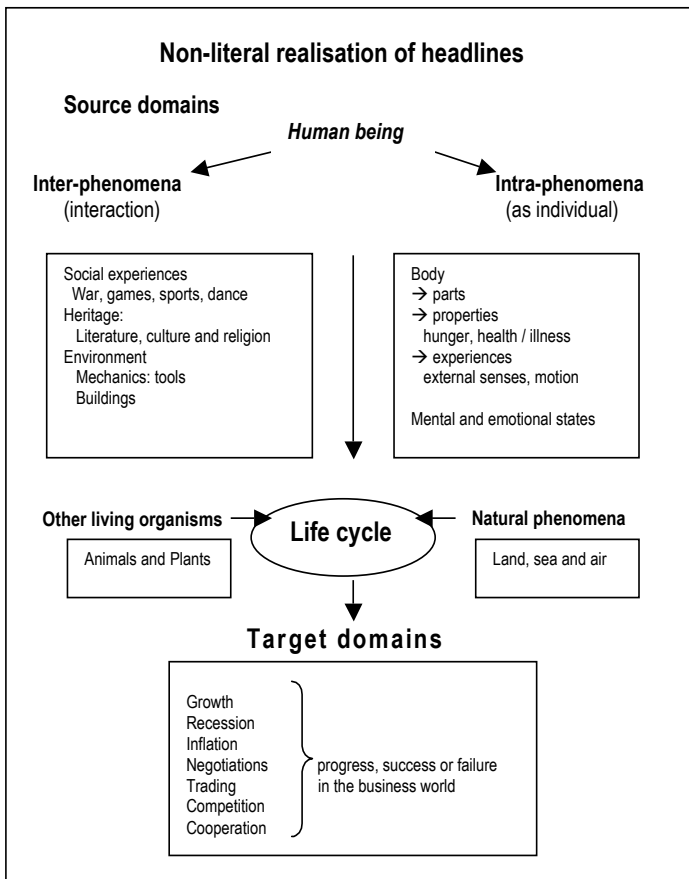 Non-literal realisation of headlines
Source domains
Human being
Inter-phenomena
(interaction)
Intra-phenomena
(as individual)
Social experiences
War, games, sports, dance
Heritage:
Literature, culture and religion
Environment
Mechanics: tools
Buildings
Body
→ parts
→ properties
hunger, health / illness
→ experiences
external senses, motion
Mental and emotional states
Other living organisms
Animals and Plants
Life cycle
Natural phenomena
Land, sea and air
Target domains
Growth
Recession
Inflation
Negotiations
Trading
Competition
Cooperation
progress, success or failure
in the business world